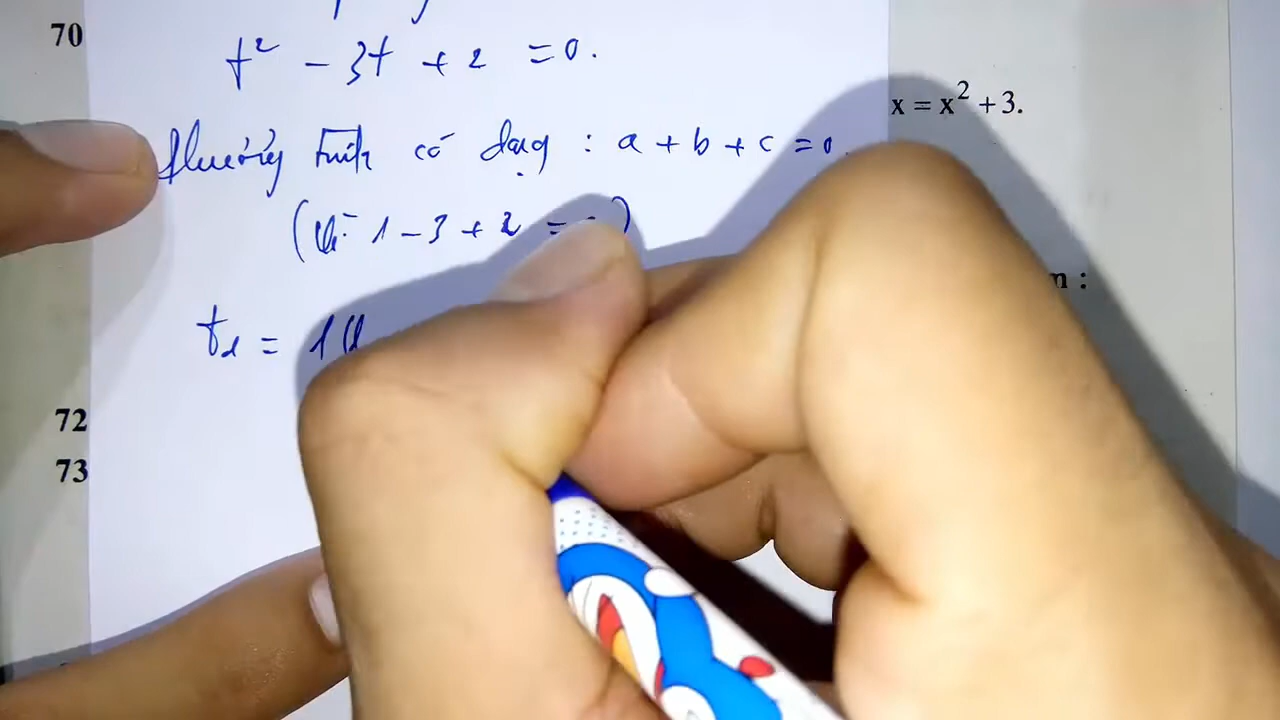 70
t² - 3t + 2 = 0.
x = x² + 3.
Phương trình có dạng : a + b + c = 0.
(Vì 1 - 3 + 2 =
n :
t₁ = 1 (
72
73